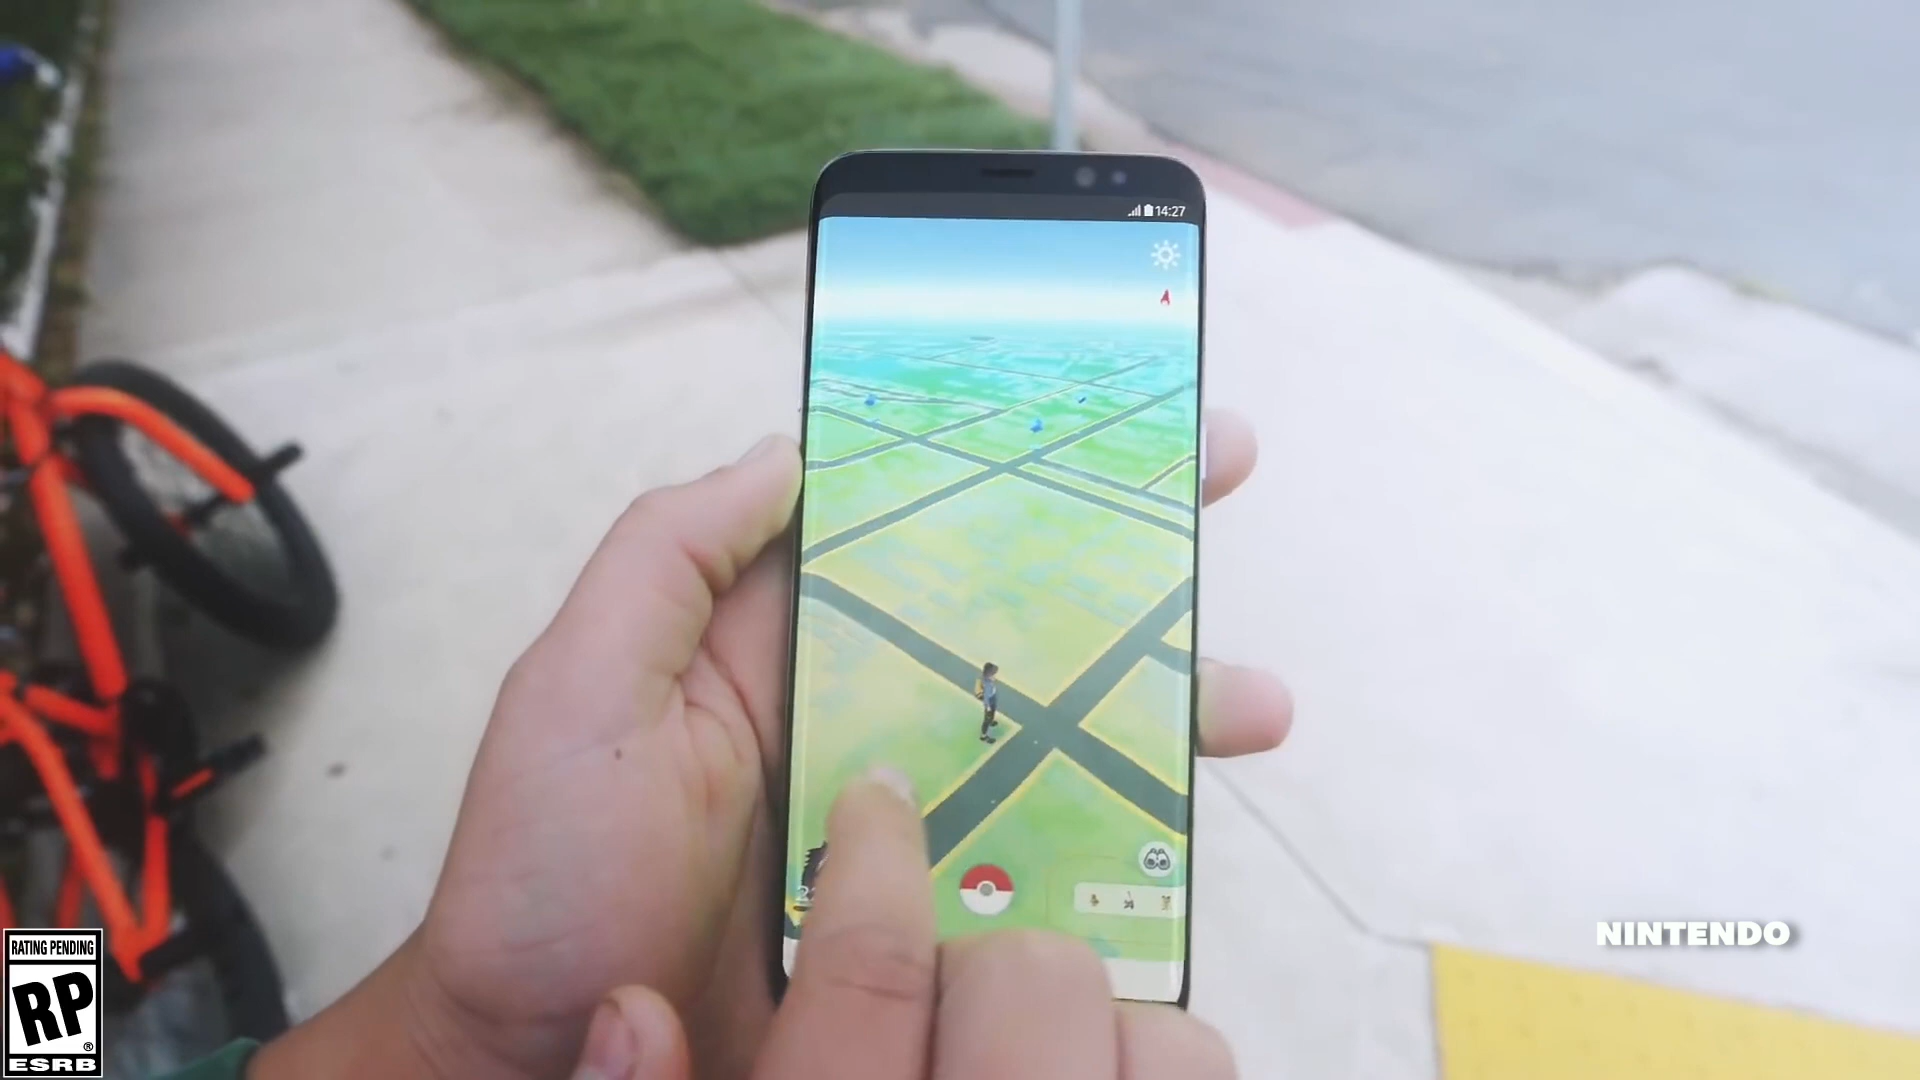 14:27
NINTENDO
RATING PENDING
RP
®
ESRB